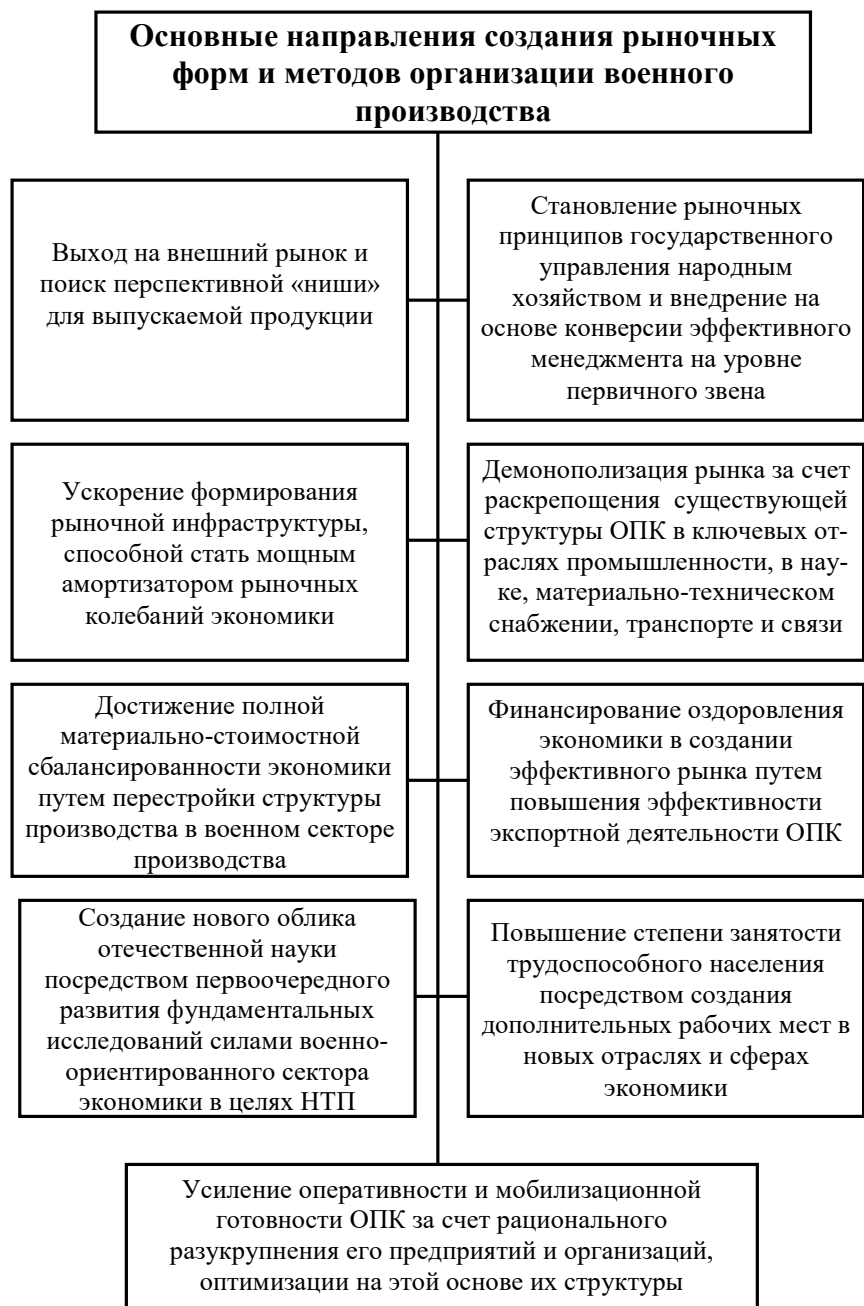 Основные направления создания рыночных
форм и методов организации военного
производства
Выход на внешний рынок и
поиск перспективной «ниши»
для выпускаемой продукции
Становление рыночных
принципов государственного
управления народным
хозяйством и внедрение на
основе конверсии эффективного
менеджмента на уровне
первичного звена
Ускорение формирования
рыночной инфраструктуры,
способной стать мощным
амортизатором рыночных
колебаний экономики
Демонополизация рынка за счет
раскрепощения существующей
структуры ОПК в ключевых от-
раслях промышленности, в нау-
ке, материально-техническом
снабжении, транспорте и связи
Достижение полной
материально-стоимостной
сбалансированности экономики
путем перестройки структуры
производства в военном секторе
производства
Финансирование оздоровления
экономики в создании
эффективного рынка путем
повышения эффективности
экспортной деятельности ОПК
Создание нового облика
отечественной науки
посредством первоочередного
развития фундаментальных
исследований силами военно-
ориентированного сектора
экономики в целях НТП
Повышение степени занятости
трудоспособного населения
посредством создания
дополнительных рабочих мест в
новых отраслях и сферах
экономики
Усиление оперативности и мобилизационной
готовности ОПК за счет рационального
разукрупнения его предприятий и организаций,
оптимизации на этой основе их структуры